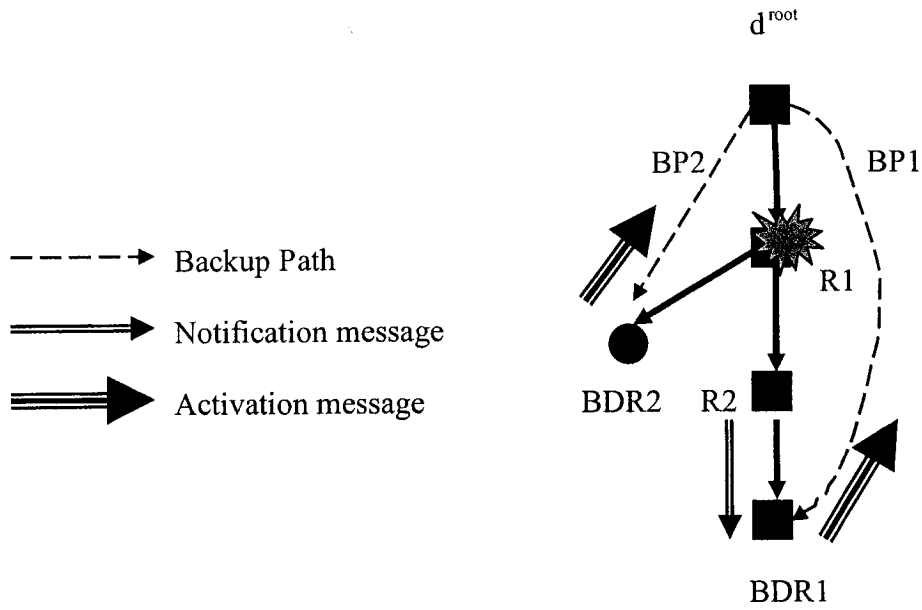 d^root
BP2
BP1
Backup Path
R1
Notification message
Activation message
BDR2
R2
BDR1